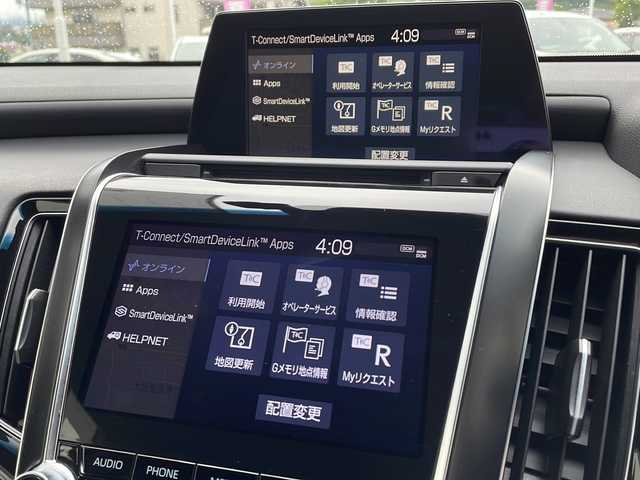 T-Connect/SmartDeviceLink™ Apps 4:09
DCM
オンライン
Apps
SmartDeviceLink™
HELPNET
利用開始 オペレーターサービス 情報確認
地図更新 Gメモリ地点情報 Myリクエスト
配置変更
T-Connect/SmartDeviceLink™ Apps 4:09
DCM
オンライン
Apps
SmartDeviceLink™
HELPNET
利用開始 オペレーターサービス 情報確認
地図更新 Gメモリ地点情報 Myリクエスト
配置変更
AUDIO PHONE